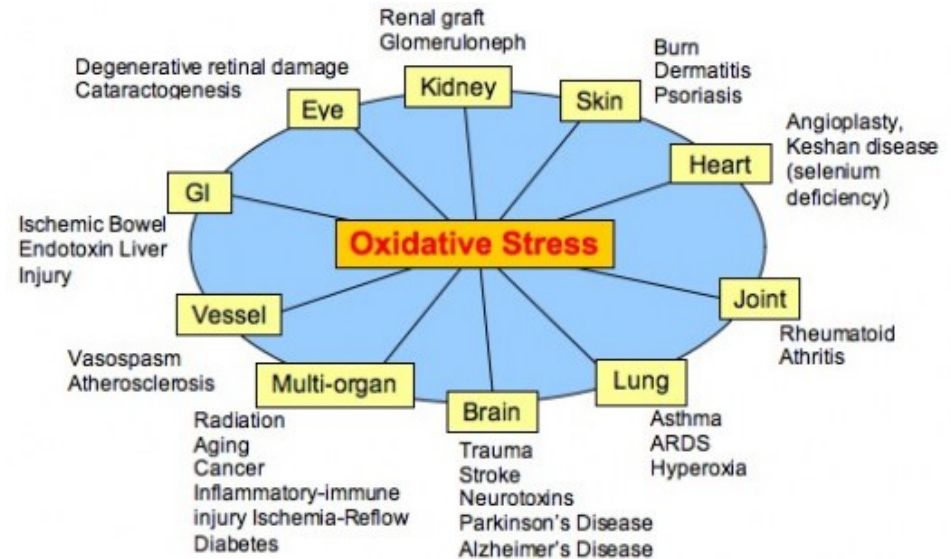 Renal graft
Glomeruloneph
Kidney
Burn
Dermatitis
Psoriasis
Skin
Degenerative retinal damage
Cataractogenesis
Eye
Angioplasty,
Keshan disease
(selenium
deficiency)
Heart
GI
Ischemic Bowel
Endotoxin Liver
Injury
Oxidative Stress
Joint
Rheumatoid
Athritis
Vessel
Vasospasm
Atherosclerosis
Multi-organ
Radiation
Aging
Cancer
Inflammatory-immune
injury Ischemia-Reflow
Diabetes
Brain
Trauma
Stroke
Neurotoxins
Parkinson's Disease
Alzheimer's Disease
Lung
Asthma
ARDS
Hyperoxia